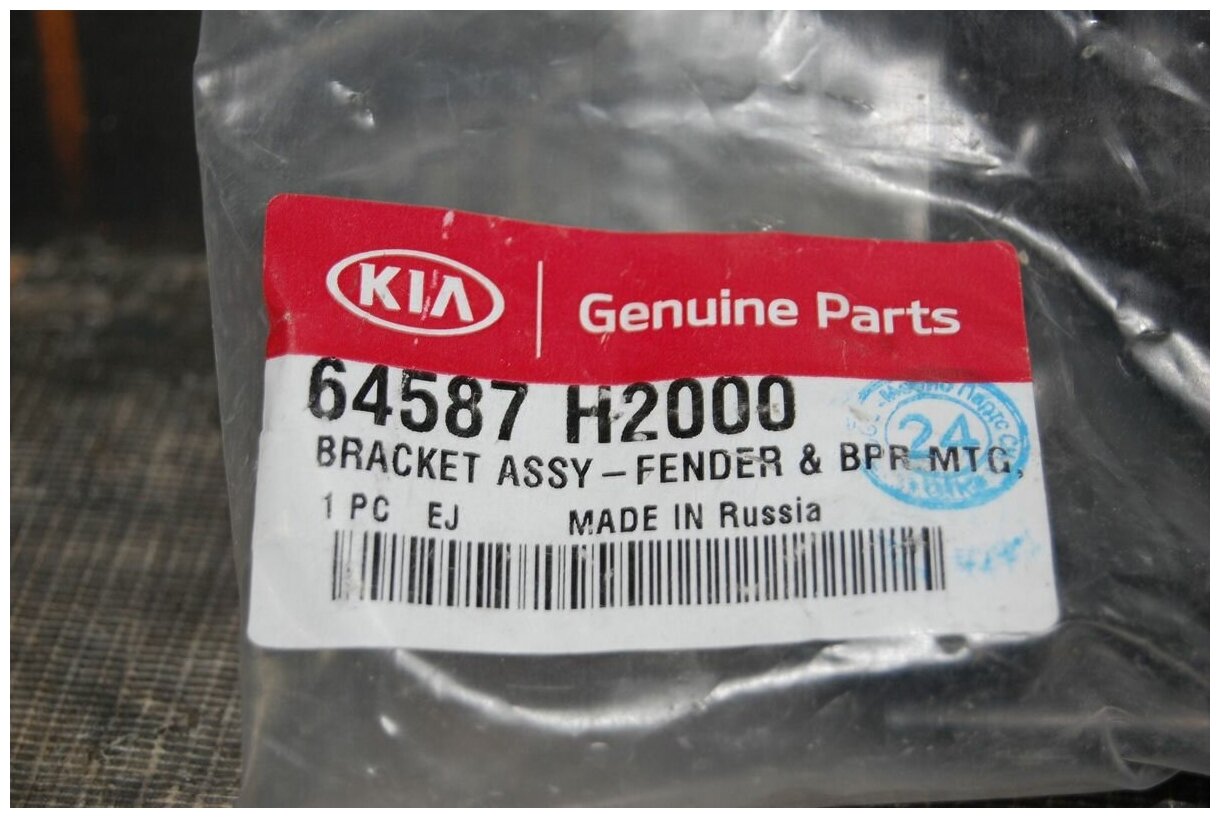 KIA Genuine Parts
64587 H2000
BRACKET ASSY-FENDER & BPR MTG,
1 PC EJ MADE IN Russia
24